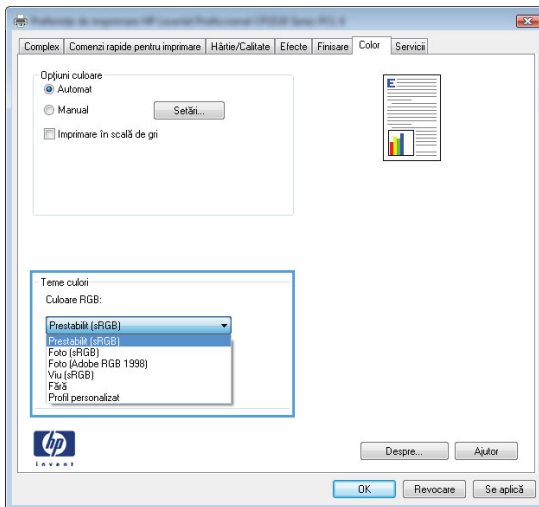 Complex Comenzi rapide pentru imprimare Hârtie/Calitate Efecte Finisare Color Servicii
Opţiuni culoare
Automat
Manual Setări...
Imprimare în scală de gri
E
Teme culori
Culoare RGB:
Prestabilit (sRGB)
Prestabilit (sRGB)
Foto (sRGB)
Foto (Adobe RGB 1998)
Viu (sRGB)
Fără
Profil personalizat
hp
invent
Despre... Ajutor
OK Revocare Se aplică